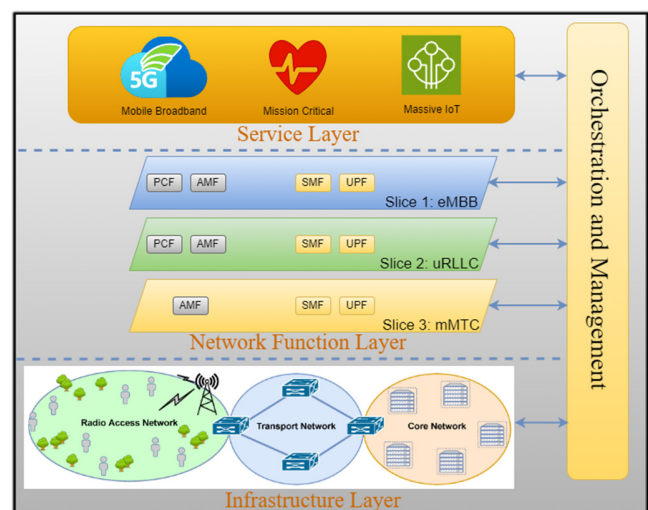 5G
Mobile Broadband
Mission Critical
Massive IoT
Service Layer
PCF AMF SMF UPF
Slice 1: eMBB
PCF AMF SMF UPF
Slice 2: uRLLC
AMF SMF UPF
Slice 3: mMTC
Network Function Layer
Radio Access Network
Transport Network
Core Network
Infrastructure Layer
Orchestration and Management